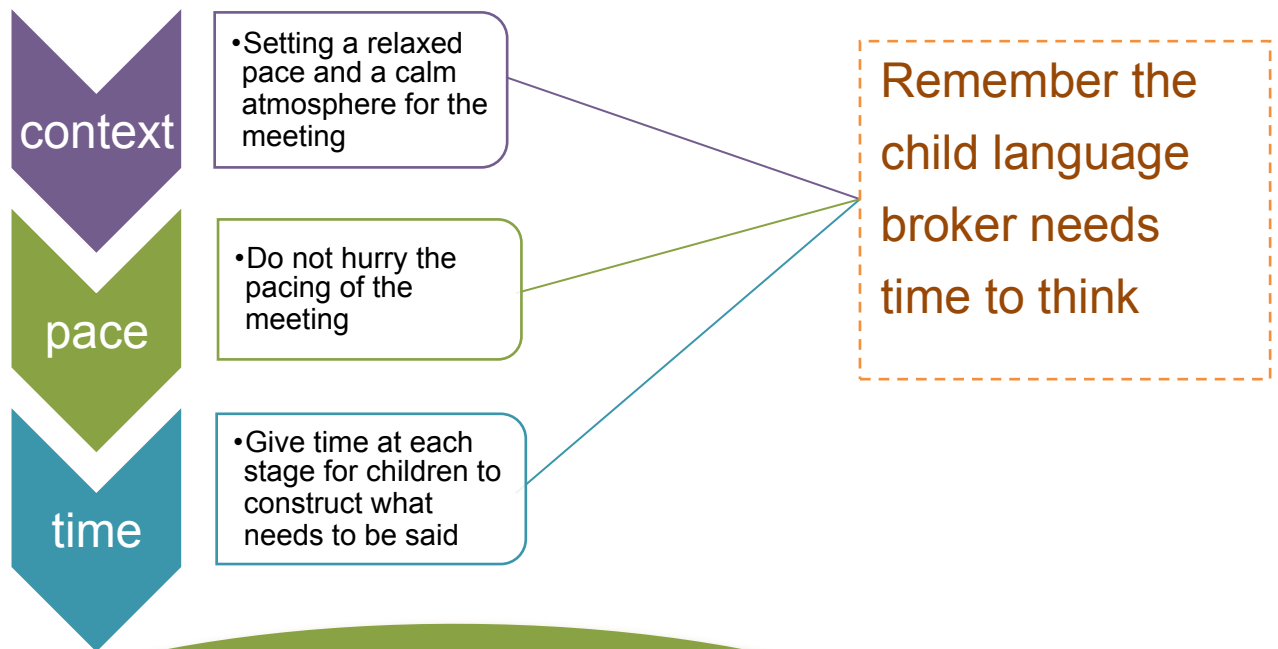 context
•Setting a relaxed
pace and a calm
atmosphere for the
meeting
pace
•Do not hurry the
pacing of the
meeting
time
•Give time at each
stage for children to
construct what
needs to be said
Remember the
child language
broker needs
time to think